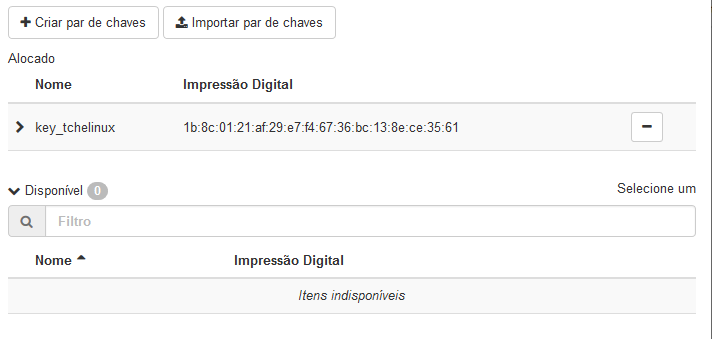 Criar par de chaves Importar par de chaves
Alocado
Nome Impressão Digital
key_tchelinux 1b:8c:01:21:af:29:e7:f4:67:36:bc:13:8e:ce:35:61
Disponível 0 Selecione um
Filtro
Nome Impressão Digital
Itens indisponíveis